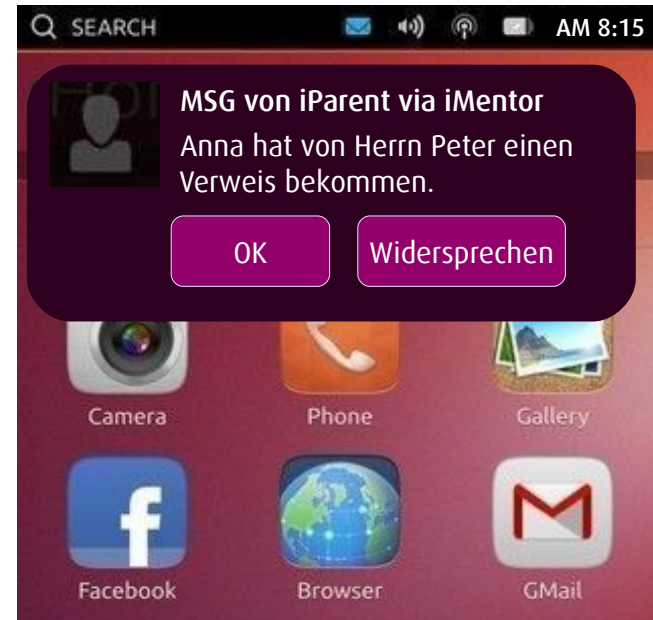 SEARCH
AM 8:15
MSG von iParent via iMentor
Anna hat von Herrn Peter einen
Verweis bekommen.
OK
Widersprechen
Camera
Phone
Gallery
Facebook
Browser
GMail